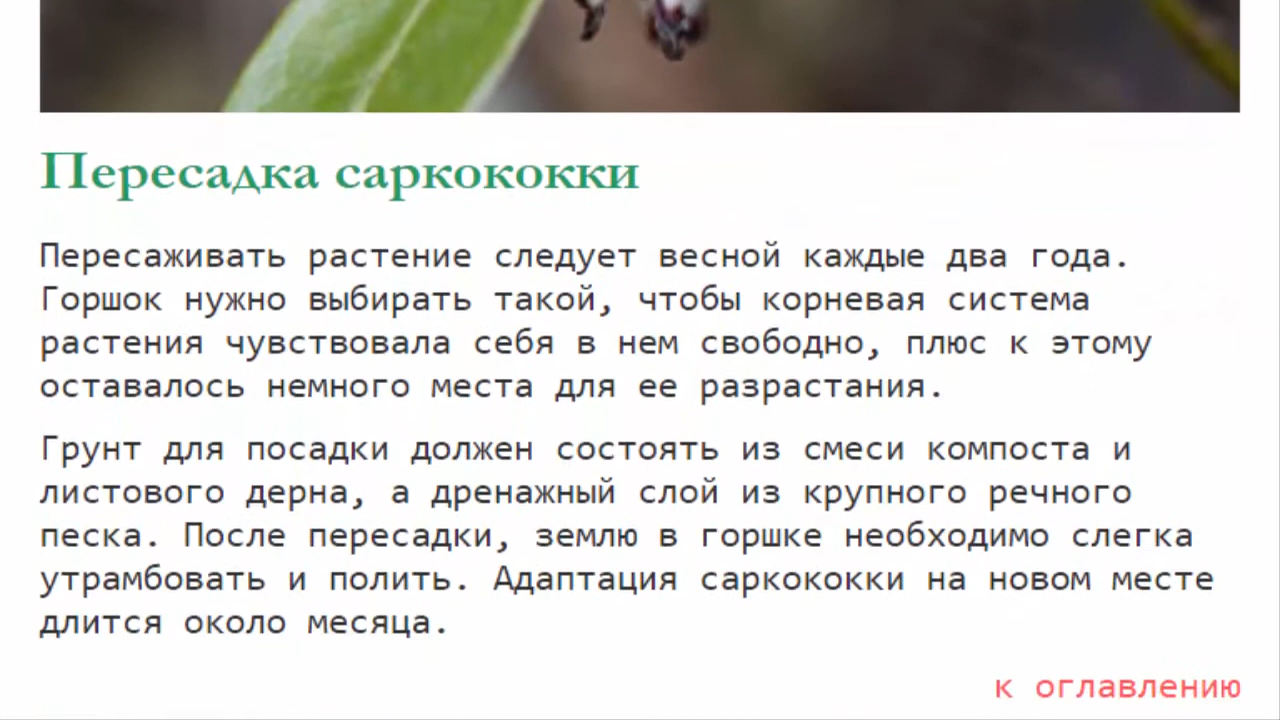 Пересадка саркококки
Пересаживать растение следует весной каждые два года.
Горшок нужно выбирать такой, чтобы корневая система
растения чувствовала себя в нем свободно, плюс к этому
оставалось немного места для ее разрастания.
Грунт для посадки должен состоять из смеси компоста и
листового дерна, а дренажный слой из крупного речного
песка. После пересадки, землю в горшке необходимо слегка
утрамбовать и полить. Адаптация саркококки на новом месте
длится около месяца.
к оглавлению